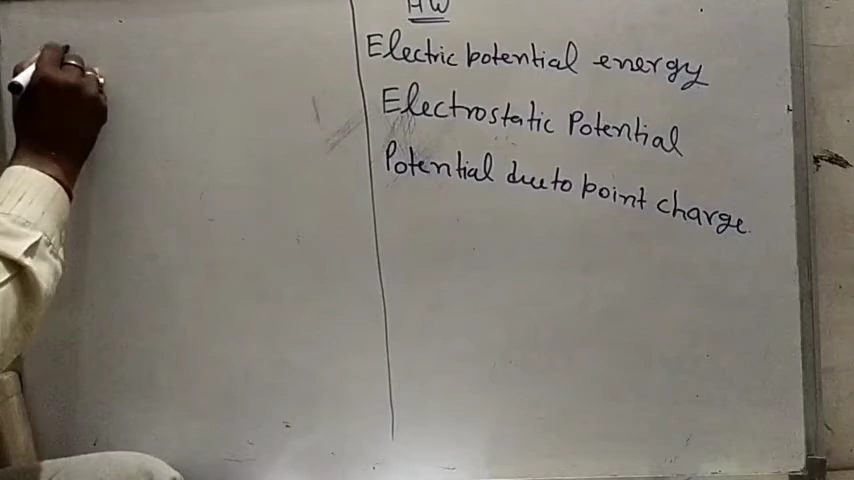 HW
Electric potential energy
Electrostatic Potential
Potential due to point charge